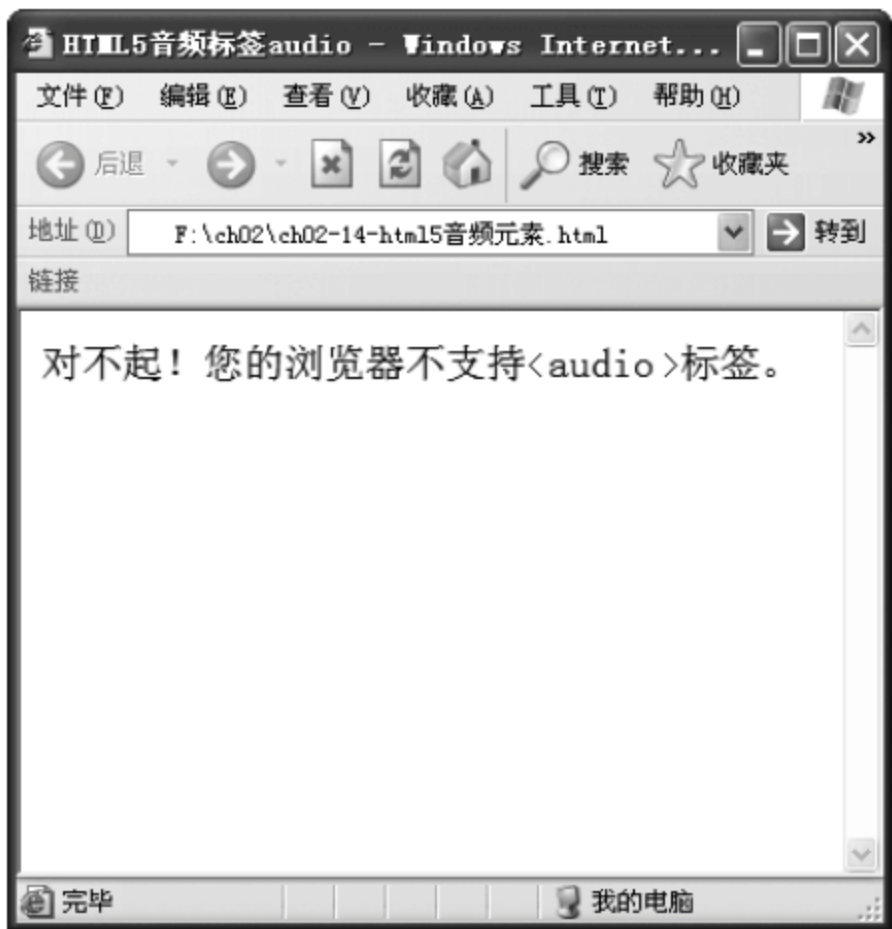 HTML5音频标签audio - Windows Internet...
文件(F) 编辑(E) 查看(V) 收藏(A) 工具(T) 帮助(H)
后退 搜索 收藏夹 »
地址(D) F:\ch02\ch02-14-html5音频元素.html 转到
链接
对不起！您的浏览器不支持<audio>标签。
完毕 我的电脑